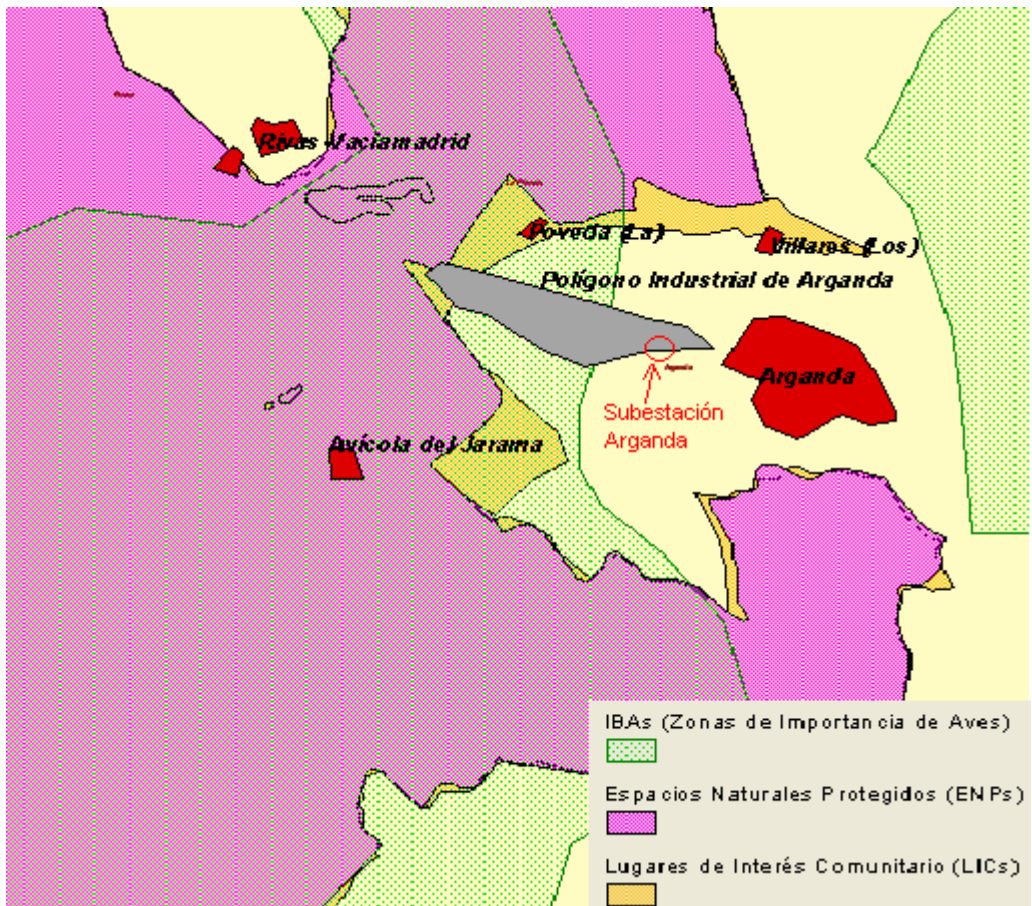 Rivas-Vaciamadrid
Poveda (La)
Villares (Los)
Polígono Industrial de Arganda
Arganda
Arganda
Subestación
Arganda
Avícola del Jarama
IBAs (Zonas de Importancia de Aves)
Espacios Naturales Protegidos (ENPs)
Lugares de Interés Comunitario (LICs)